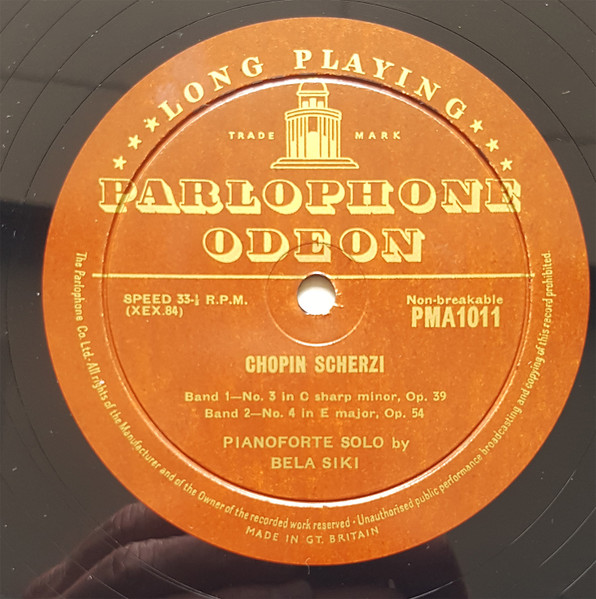 ★★★★LONG PLAYING★★★★
TRADE MARK
PARLOPHONE
ODEON
SPEED 33-⅓ R.P.M.
(XEX.84)
Non-breakable
PMA1011
CHOPIN SCHERZI
Band 1—No. 3 in C sharp minor, Op. 39
Band 2—No. 4 in E major, Op. 54
PIANOFORTE SOLO by
BELA SIKI
The Parlophone Co. Ltd. All rights of the Manufacturer and of the Owner of the recorded work reserved · Unauthorised public performance broadcasting and copying of this record prohibited.
MADE IN GT. BRITAIN